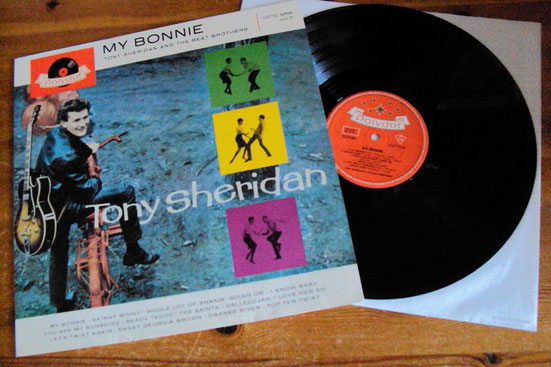 MY BONNIE
TONY SHERIDAN AND THE BEAT BROTHERS
Polydor
Tony Sheridan
MY BONNIE · SKINNY MINNY · WHOLE LOT OF SHAKIN' GOING ON · I KNOW BABY
YOU ARE MY SUNSHINE · READY TEDDY · THE SAINTS · HALLELUJAH, I LOVE HER SO
LET'S TWIST AGAIN · SWEET GEORGIA BROWN · SWANEE RIVER · TOP TEN TWIST
Polydor
MY BONNIE